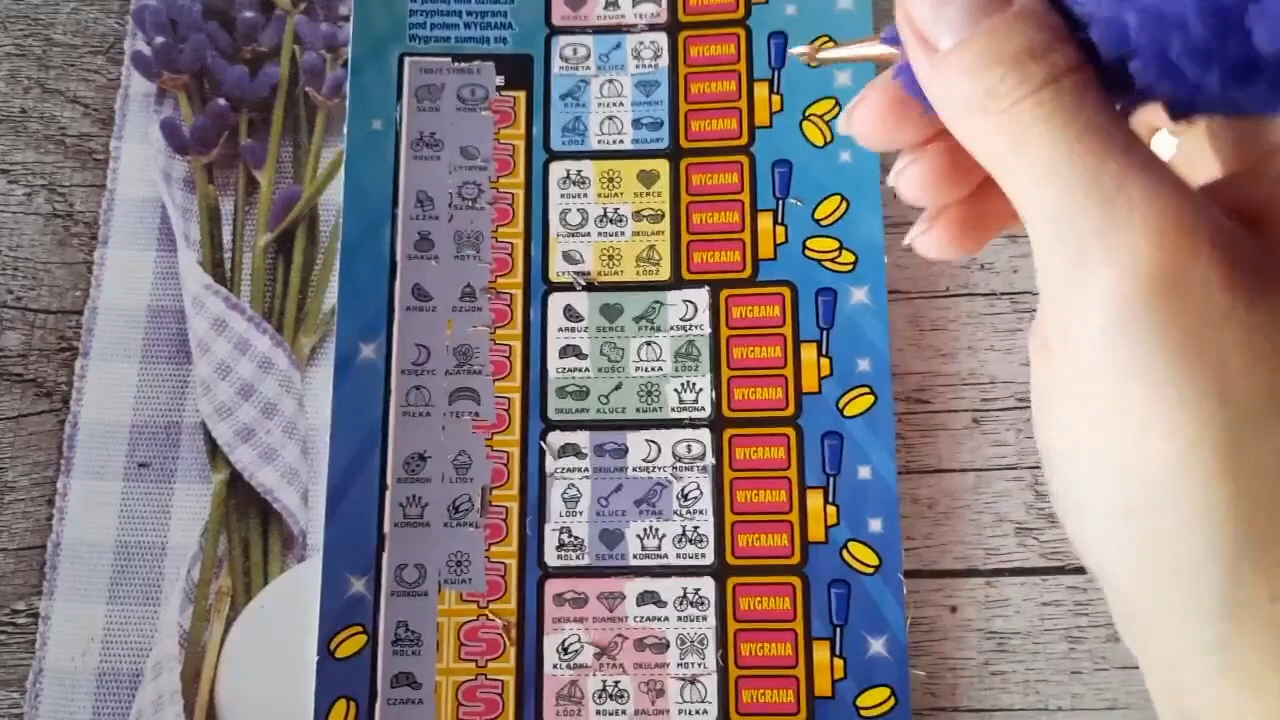 w jednej linii oznacza
przypisaną wygraną
pod polem WYGRANA.
Wygrane sumują się.
TWOJE SYMBOLE
SŁOŃ MONETA
ROWER
CYTRYNA
LEŻAK SŁOŃCE
SAKWA MOTYL
ARBUZ DZWON
KSIĘŻYC WIATRAK
PIŁKA TĘCZA
BIEDRON LODY
KORONA KLAPKI
PODKOWA KWIAT
ROLKI
CZAPKA
SERCE DZWON TĘCZA
WYGRANA
MONETA KLUCZ KRAB
WYGRANA
PTAK PIŁKA DIAMENT
WYGRANA
ŁÓDŹ PIŁKA OKULARY
WYGRANA
ROWER KWIAT SERCE
WYGRANA
PODKOWA ROWER OKULARY
WYGRANA
CYTRYNA KWIAT ŁÓDŹ
WYGRANA
ARBUZ SERCE PTAK KSIĘŻYC
WYGRANA
CZAPKA KOŚCI PIŁKA ŁÓDŹ
WYGRANA
OKULARY KLUCZ KWIAT KORONA
WYGRANA
CZAPKA OKULARY KSIĘŻYC MONETA
WYGRANA
LODY KLUCZ PTAK KLAPKI
WYGRANA
ROLKI SERCE KORONA ROWER
WYGRANA
OKULARY DIAMENT CZAPKA ROWER
WYGRANA
KLAPKI PTAK OKULARY MOTYL
WYGRANA
ŁÓDŹ ROWER BALONY PIŁKA
WYGRANA